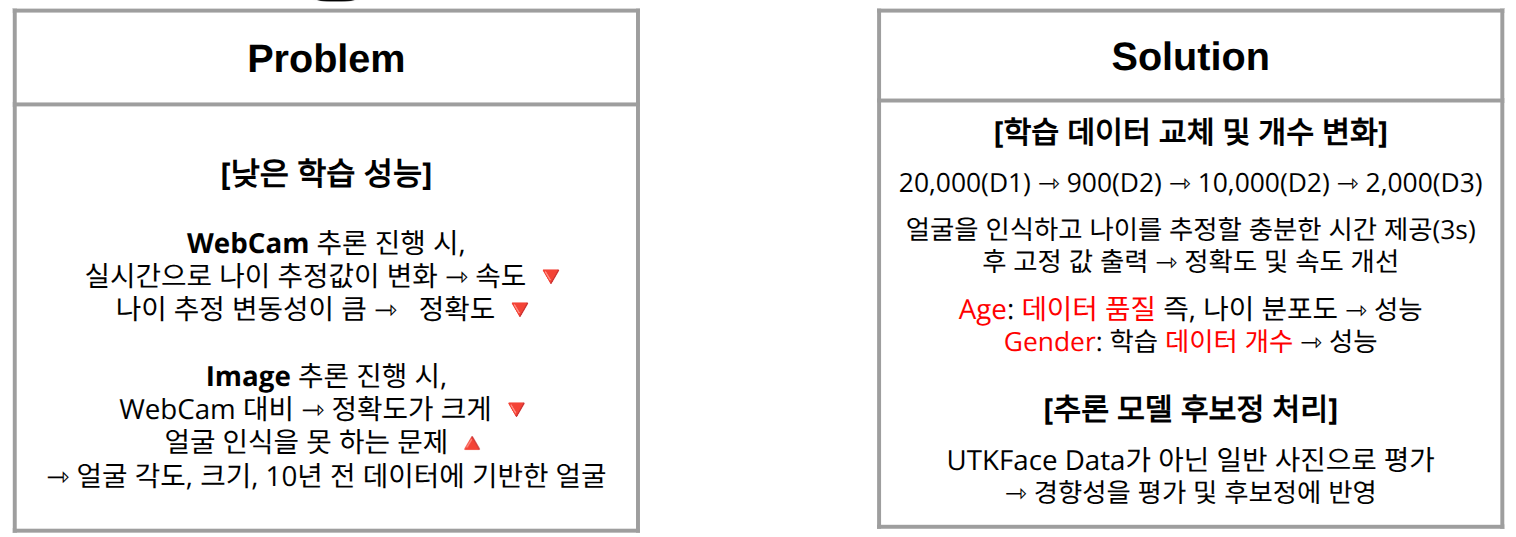 Problem
[낮은 학습 성능]
WebCam 추론 진행 시,
실시간으로 나이 추정값이 변화 → 속도 🔻
나이 추정 변동성이 큼 → 정확도 🔻
Image 추론 진행 시,
WebCam 대비 → 정확도가 크게 🔻
얼굴 인식을 못 하는 문제 🔺
→ 얼굴 각도, 크기, 10년 전 데이터에 기반한 얼굴
Solution
[학습 데이터 교체 및 개수 변화]
20,000(D1) → 900(D2) → 10,000(D2) → 2,000(D3)
얼굴을 인식하고 나이를 추정할 충분한 시간 제공(3s)
후 고정 값 출력 → 정확도 및 속도 개선
Age: 데이터 품질 즉, 나이 분포도 → 성능
Gender: 학습 데이터 개수 → 성능
[추론 모델 후보정 처리]
UTKFace Data가 아닌 일반 사진으로 평가
→ 경향성을 평가 및 후보정에 반영